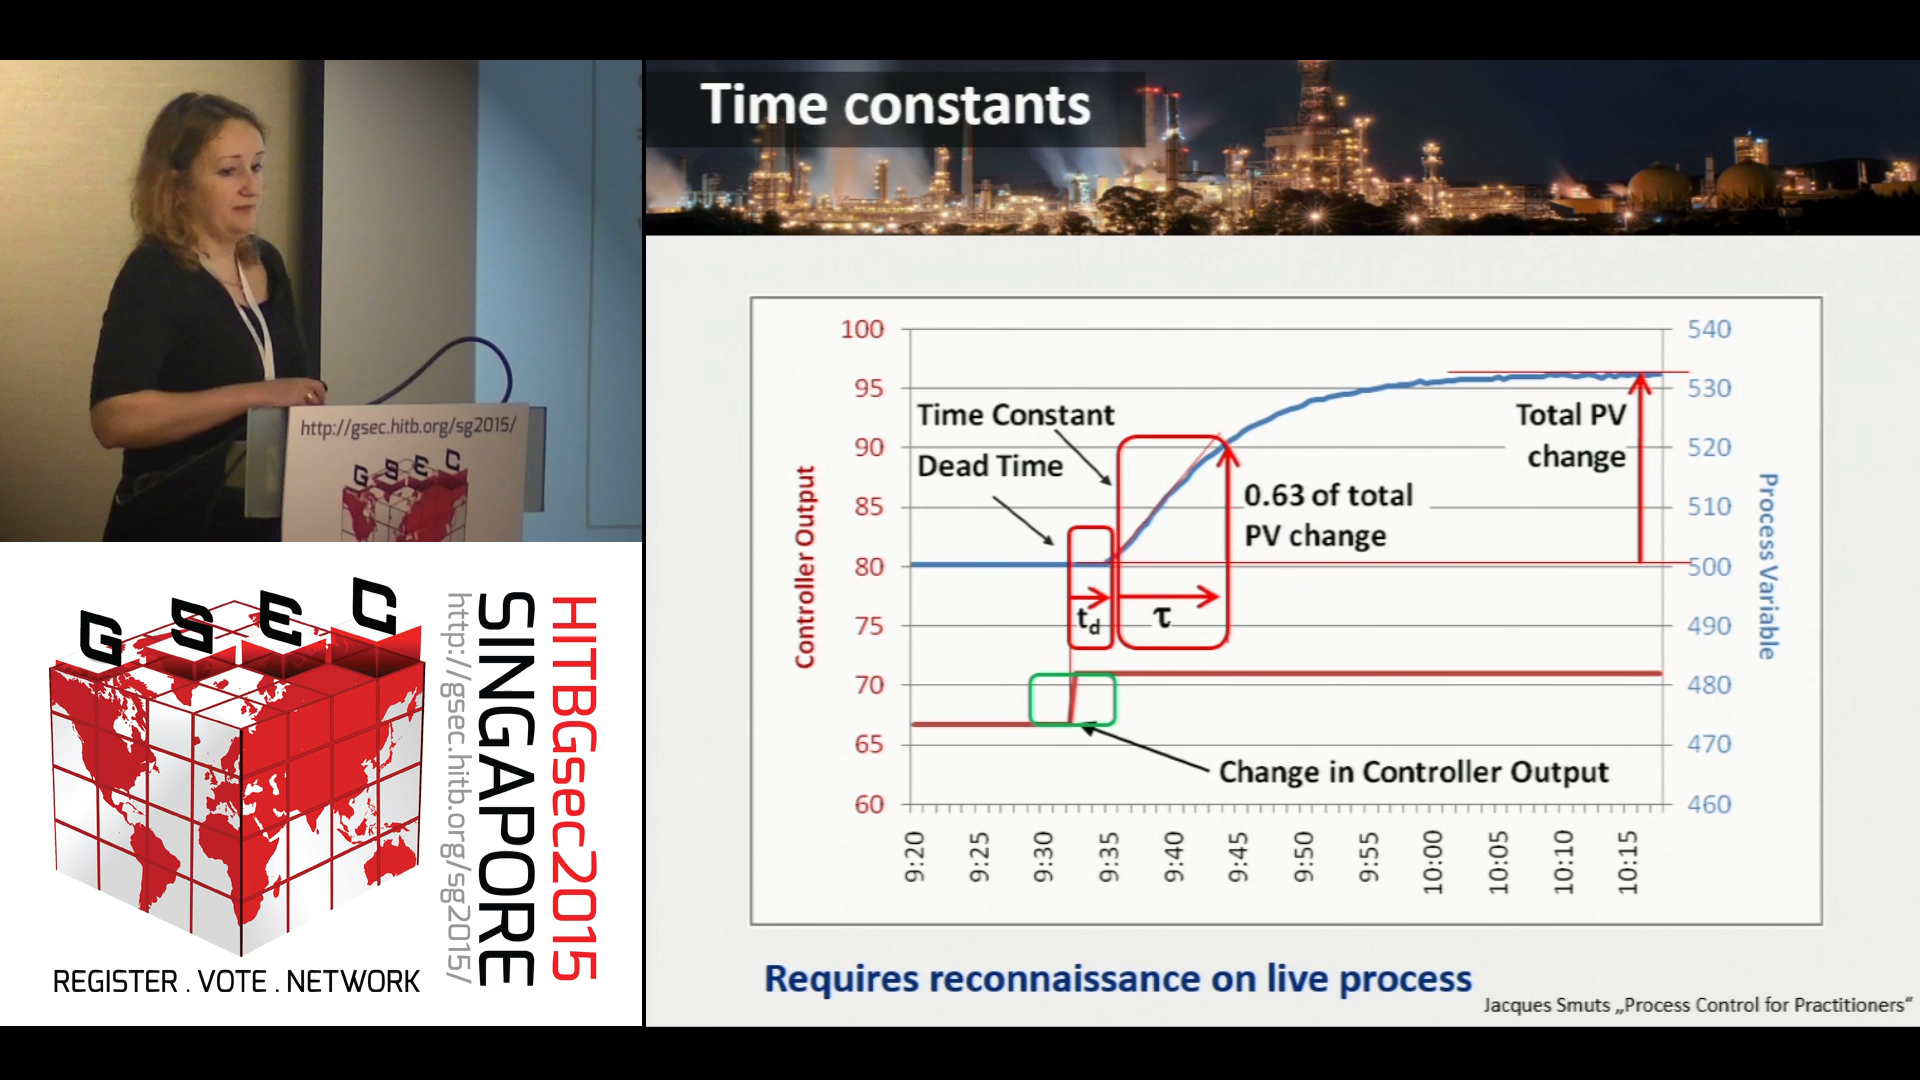 Time constants
http://gsec.hitb.org/sg2015/
G S E C
100
95
90
85
80
75
70
65
60
Controller Output
540
530
520
510
500
490
480
470
460
Process Variable
Time Constant
Dead Time
Total PV
change
0.63 of total
PV change
td
τ
Change in Controller Output
9:20
9:25
9:30
9:35
9:40
9:45
9:50
9:55
10:00
10:05
10:10
10:15
Requires reconnaissance on live process
Jacques Smuts „Process Control for Practitioners“
G S E C
HITBGsec2015
SINGAPORE
http://gsec.hitb.org/sg2015/
REGISTER . VOTE . NETWORK